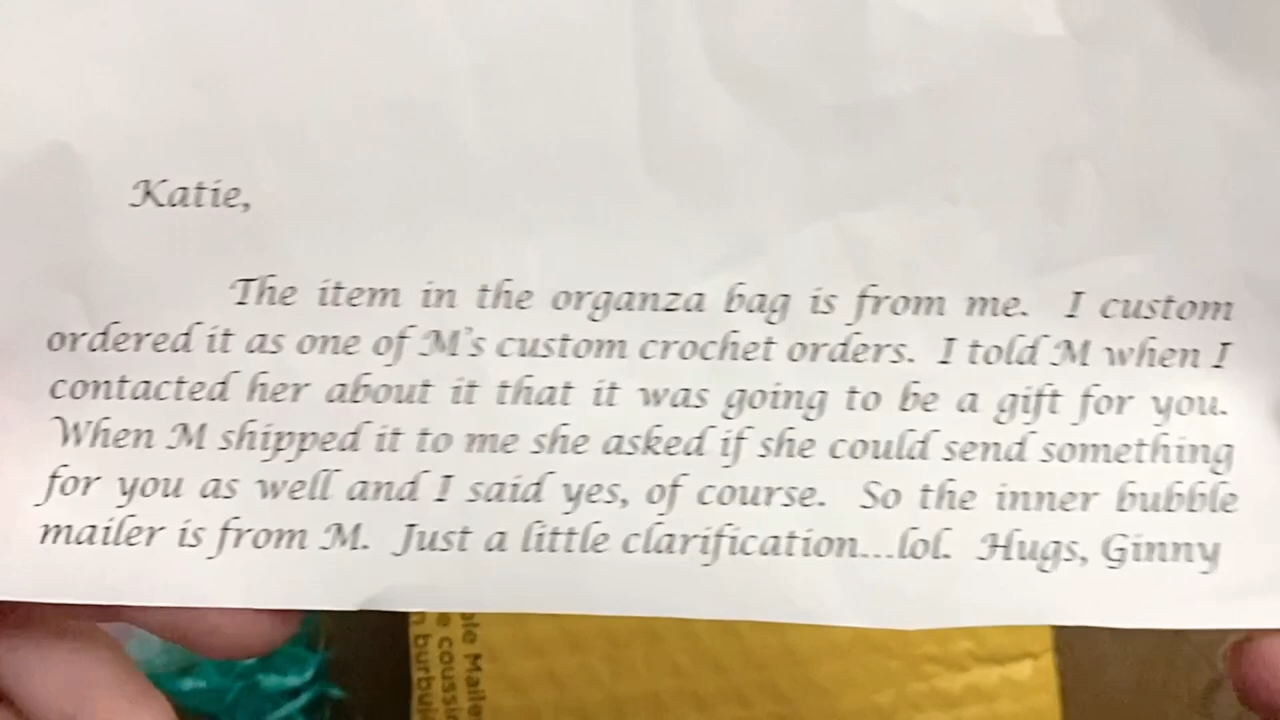 Katie,
The item in the organza bag is from me. I custom
ordered it as one of M's custom crochet orders. I told M when I
contacted her about it that it was going to be a gift for you.
When M shipped it to me she asked if she could send something
for you as well and I said yes, of course. So the inner bubble
mailer is from M. Just a little clarification...lol. Hugs, Ginny